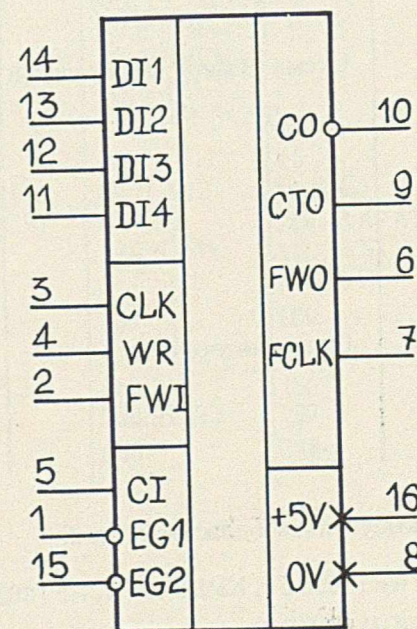 14 DI1
13 DI2
12 DI3
11 DI4
3 CLK
4 WR
2 FWI
5 CI
1 EG1
15 EG2
CO 10
CTO 9
FWO 6
FCLK 7
+5V 16
0V 8